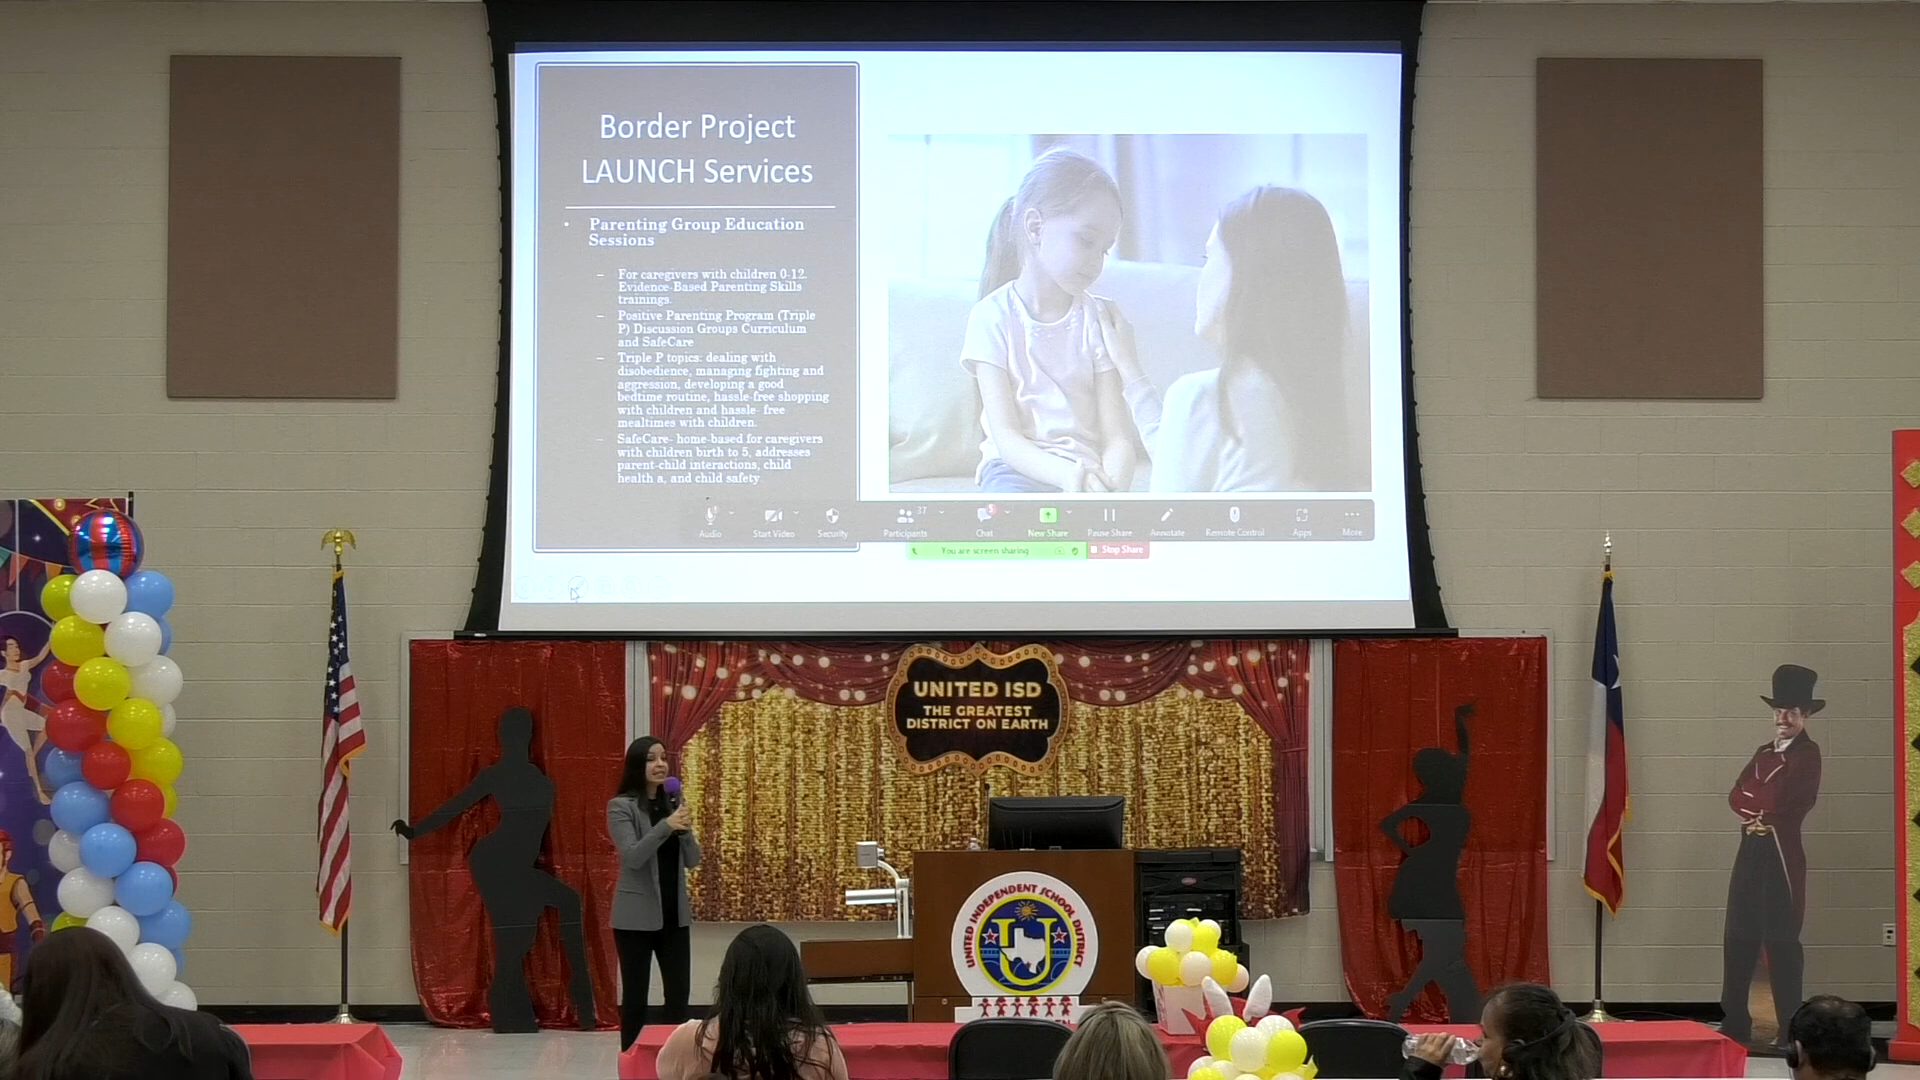 Border Project
LAUNCH Services
• Parenting Group Education
Sessions
– For caregivers with children 0-12.
Evidence-Based Parenting Skills
trainings.
– Positive Parenting Program (Triple
P) Discussion Groups Curriculum
and SafeCare
– Triple P topics: dealing with
disobedience, managing fighting and
aggression, developing a good
bedtime routine, hassle-free shopping
with children and hassle- free
mealtimes with children.
– SafeCare- home-based for caregivers
with children birth to 5, addresses
parent-child interactions, child
health a, and child safety.
Audio
Start Video
Security
37
Participants
5
Chat
New Share
Pause Share
Annotate
Remote Control
Apps
More
You are screen sharing
Stop Share
UNITED ISD
THE GREATEST
DISTRICT ON EARTH
UNITED INDEPENDENT SCHOOL DISTRICT
U